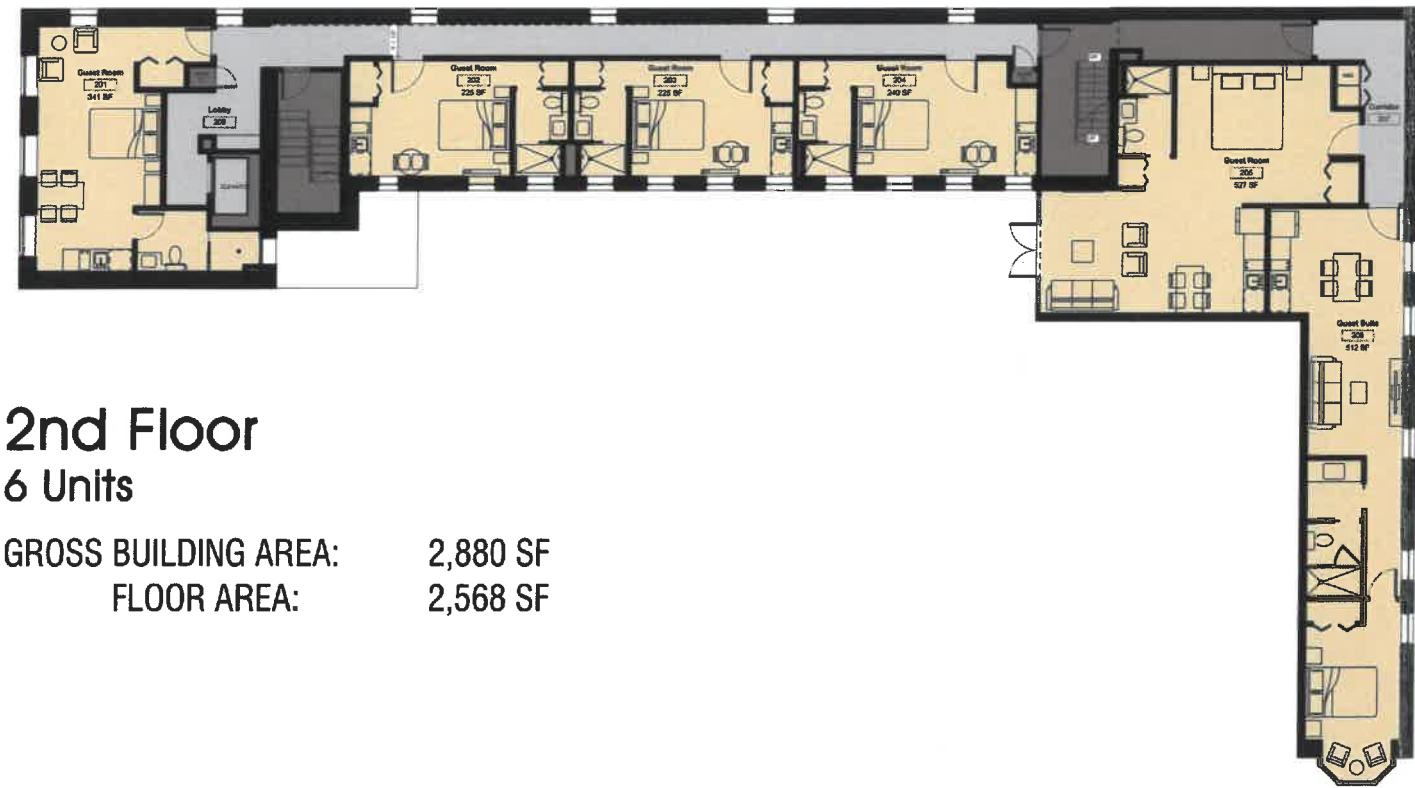 Guest Room
201
341 SF
Lobby
209
ELEVATOR
Guest Room
202
225 SF
Guest Room
203
225 SF
Guest Room
204
240 SF
Guest Room
205
527 SF
Corridor
Guest Suite
512 SF
2nd Floor
6 Units
GROSS BUILDING AREA: 2,880 SF
FLOOR AREA: 2,568 SF